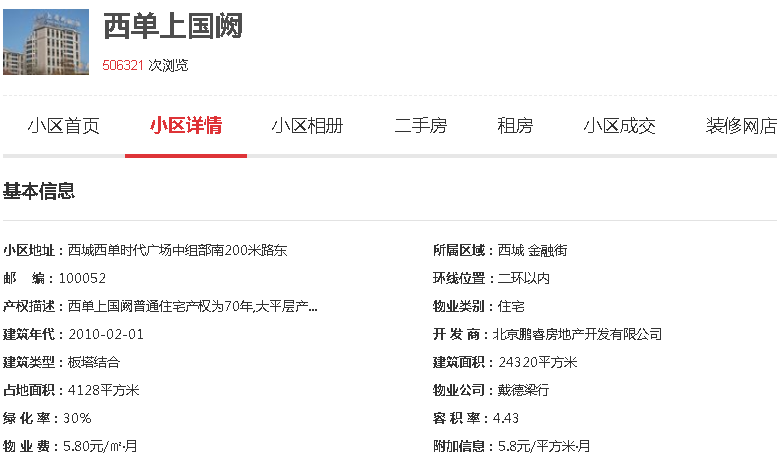 西单上国阙
506321 次浏览
小区首页 小区详情 小区相册 二手房 租房 小区成交 装修网店
基本信息
小区地址：西城西单时代广场中组部南200米路东 所属区域：西城 金融街
邮 编：100052 环线位置：二环以内
产权描述：西单上国阙普通住宅产权为70年,大平层产... 物业类别：住宅
建筑年代：2010-02-01 开 发 商：北京鹏睿房地产开发有限公司
建筑类型：板塔结合 建筑面积：24320平方米
占地面积：4128平方米 物业公司：戴德梁行
绿 化 率：30% 容 积 率：4.43
物 业 费：5.80元/㎡·月 附加信息：5.8元/平方米·月